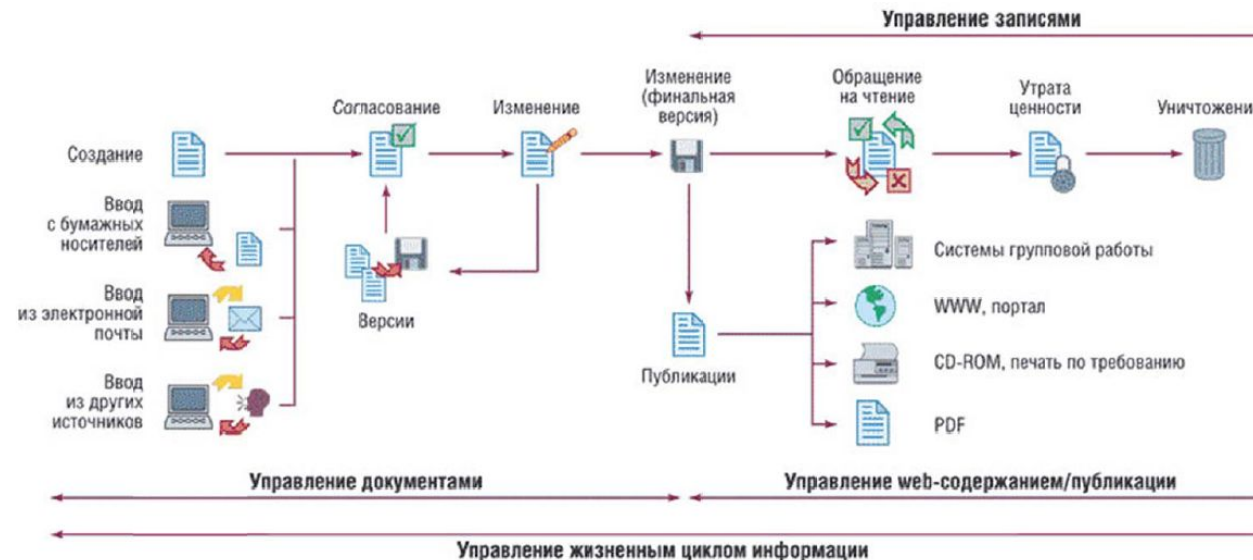 Управление записями
Изменение
(финальная
версия)
Обращение
на чтение
Утрата
ценности
Уничтожени
Согласование
Изменение
Создание
Ввод
с бумажных
носителей
Ввод
из электронной
почты
Ввод
из других
источников
Версии
Публикации
Системы групповой работы
WWW, портал
CD-ROM, печать по требованию
PDF
Управление документами
Управление web-содержанием/публикации
Управление жизненным циклом информации